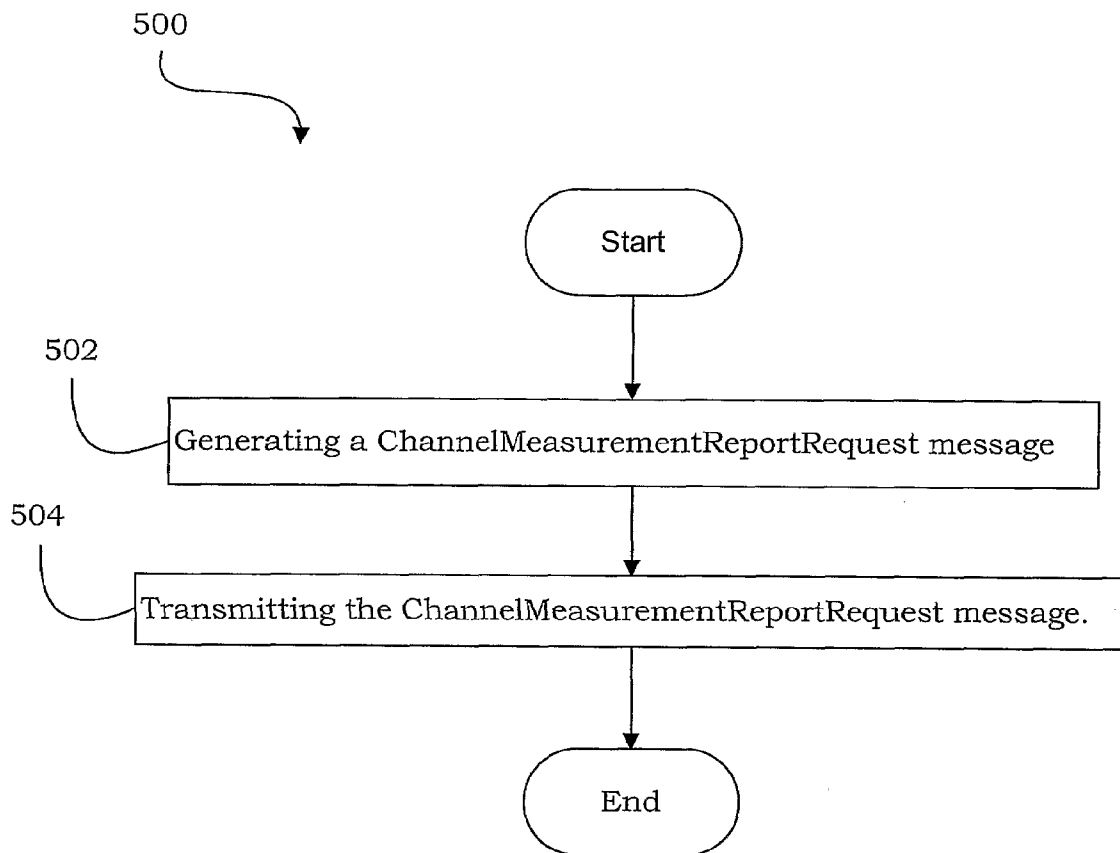 500
Start
502
Generating a ChannelMeasurementReportRequest message
504
Transmitting the ChannelMeasurementReportRequest message.
End